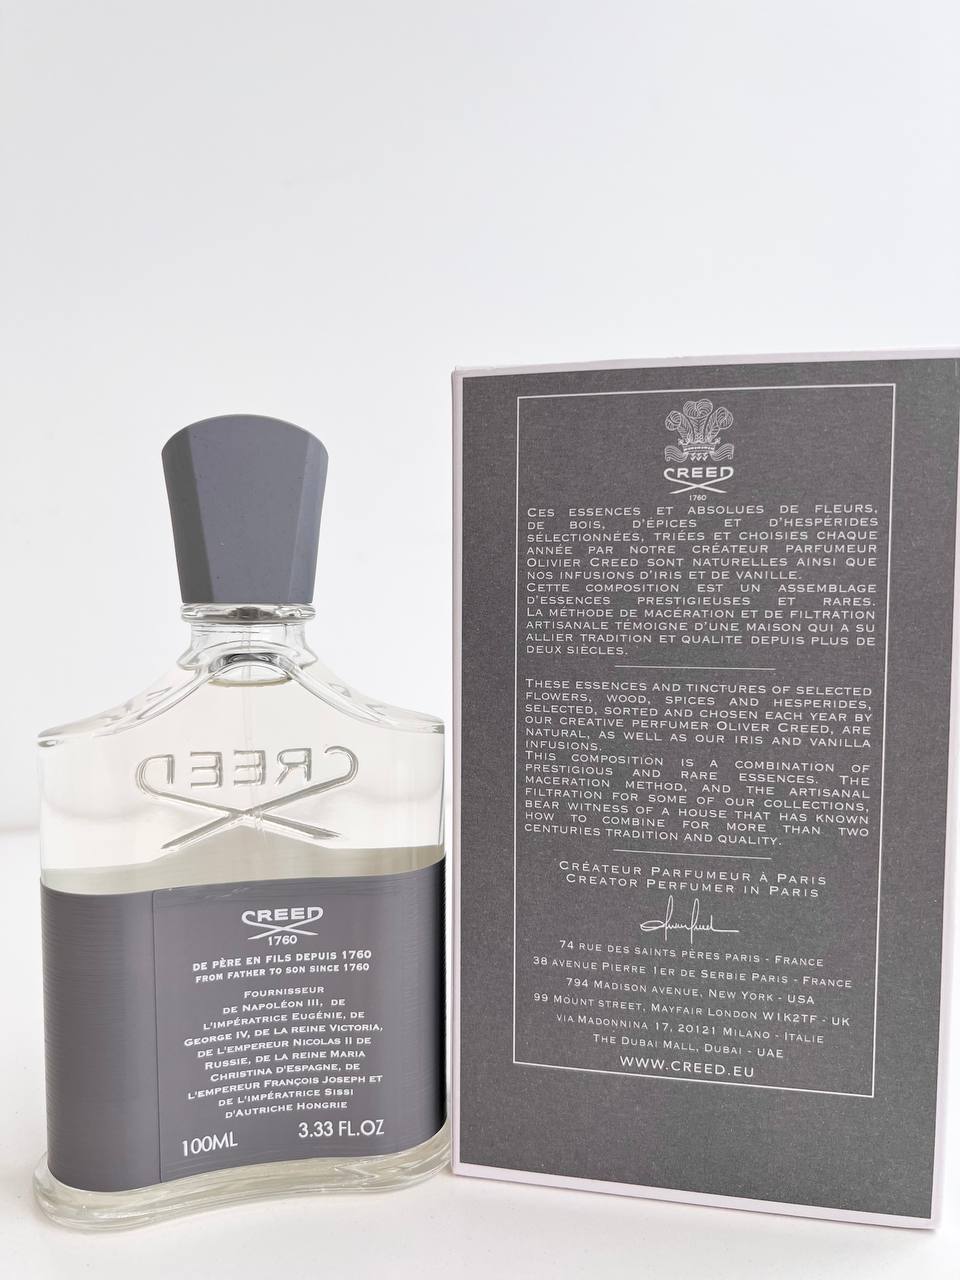 CREED
CREED
1760
DE PÈRE EN FILS DEPUIS 1760
FROM FATHER TO SON SINCE 1760
FOURNISSEUR
DE NAPOLÉON III, DE
L'IMPÉRATRICE EUGÉNIE, DE
GEORGE IV, DE LA REINE VICTORIA,
DE L'EMPEREUR NICOLAS II DE
RUSSIE, DE LA REINE MARIA
CHRISTINA D'ESPAGNE, DE
L'EMPEREUR FRANÇOIS JOSEPH ET
DE L'IMPÉRATRICE SISSI
D'AUTRICHE HONGRIE
100ML 3.33 FL.OZ
CREED
1760
CES ESSENCES ET ABSOLUES DE FLEURS,
DE BOIS, D'ÉPICES ET D'HESPÉRIDES
SÉLECTIONNÉES, TRIÉES ET CHOISIES CHAQUE
ANNÉE PAR NOTRE CRÉATEUR PARFUMEUR
OLIVIER CREED SONT NATURELLES AINSI QUE
NOS INFUSIONS D'IRIS ET DE VANILLE.
CETTE COMPOSITION EST UN ASSEMBLAGE
D'ESSENCES PRESTIGIEUSES ET RARES.
LA MÉTHODE DE MACÉRATION ET DE FILTRATION
ARTISANALE TÉMOIGNE D'UNE MAISON QUI A SU
ALLIER TRADITION ET QUALITE DEPUIS PLUS DE
DEUX SIÈCLES.
THESE ESSENCES AND TINCTURES OF SELECTED
FLOWERS, WOOD, SPICES AND HESPERIDES,
SELECTED, SORTED AND CHOSEN EACH YEAR BY
OUR CREATIVE PERFUMER OLIVER CREED, ARE
NATURAL, AS WELL AS OUR IRIS AND VANILLA
INFUSIONS.
THIS COMPOSITION IS A COMBINATION OF
PRESTIGIOUS AND RARE ESSENCES. THE
MACERATION METHOD, AND THE ARTISANAL
FILTRATION FOR SOME OF OUR COLLECTIONS,
BEAR WITNESS OF A HOUSE THAT HAS KNOWN
HOW TO COMBINE FOR MORE THAN TWO
CENTURIES TRADITION AND QUALITY.
CRÉATEUR PARFUMEUR À PARIS
CREATOR PERFUMER IN PARIS
74 RUE DES SAINTS PÈRES PARIS - FRANCE
38 AVENUE PIERRE 1ER DE SERBIE PARIS - FRANCE
794 MADISON AVENUE, NEW YORK - USA
99 MOUNT STREET, MAYFAIR LONDON W1K2TF - UK
VIA MADONNINA 17, 20121 MILANO - ITALIE
THE DUBAI MALL, DUBAI - UAE
WWW.CREED.EU